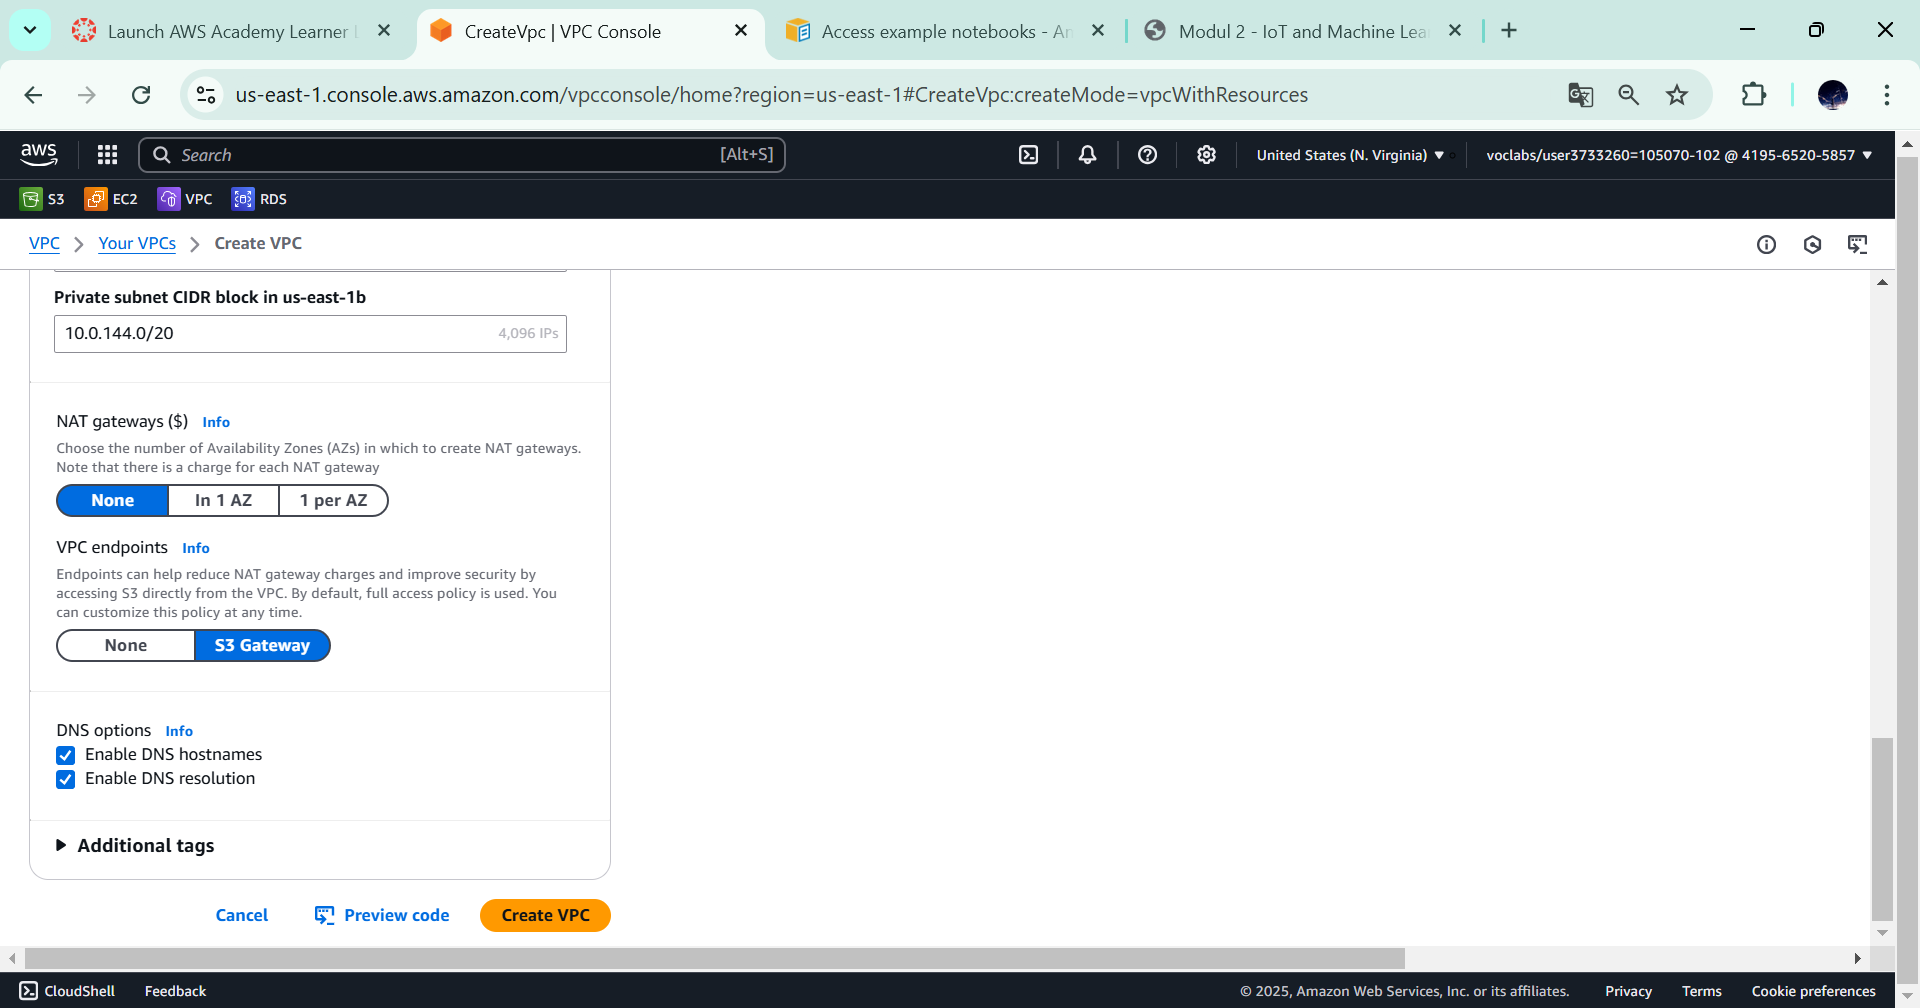 Launch AWS Academy Learner L
CreateVpc | VPC Console
Access example notebooks - Am
Modul 2 - IoT and Machine Lear
us-east-1.console.aws.amazon.com/vpcconsole/home?region=us-east-1#CreateVpc:createMode=vpcWithResources
aws
Search
[Alt+S]
United States (N. Virginia)
voclabs/user3733260=105070-102 @ 4195-6520-5857
S3
EC2
VPC
RDS
VPC
Your VPCs
Create VPC
Private subnet CIDR block in us-east-1b
10.0.144.0/20
4,096 IPs
NAT gateways ($) Info
Choose the number of Availability Zones (AZs) in which to create NAT gateways.
Note that there is a charge for each NAT gateway
None
In 1 AZ
1 per AZ
VPC endpoints Info
Endpoints can help reduce NAT gateway charges and improve security by
accessing S3 directly from the VPC. By default, full access policy is used. You
can customize this policy at any time.
None
S3 Gateway
DNS options Info
Enable DNS hostnames
Enable DNS resolution
Additional tags
Cancel
Preview code
Create VPC
CloudShell
Feedback
© 2025, Amazon Web Services, Inc. or its affiliates.
Privacy
Terms
Cookie preferences